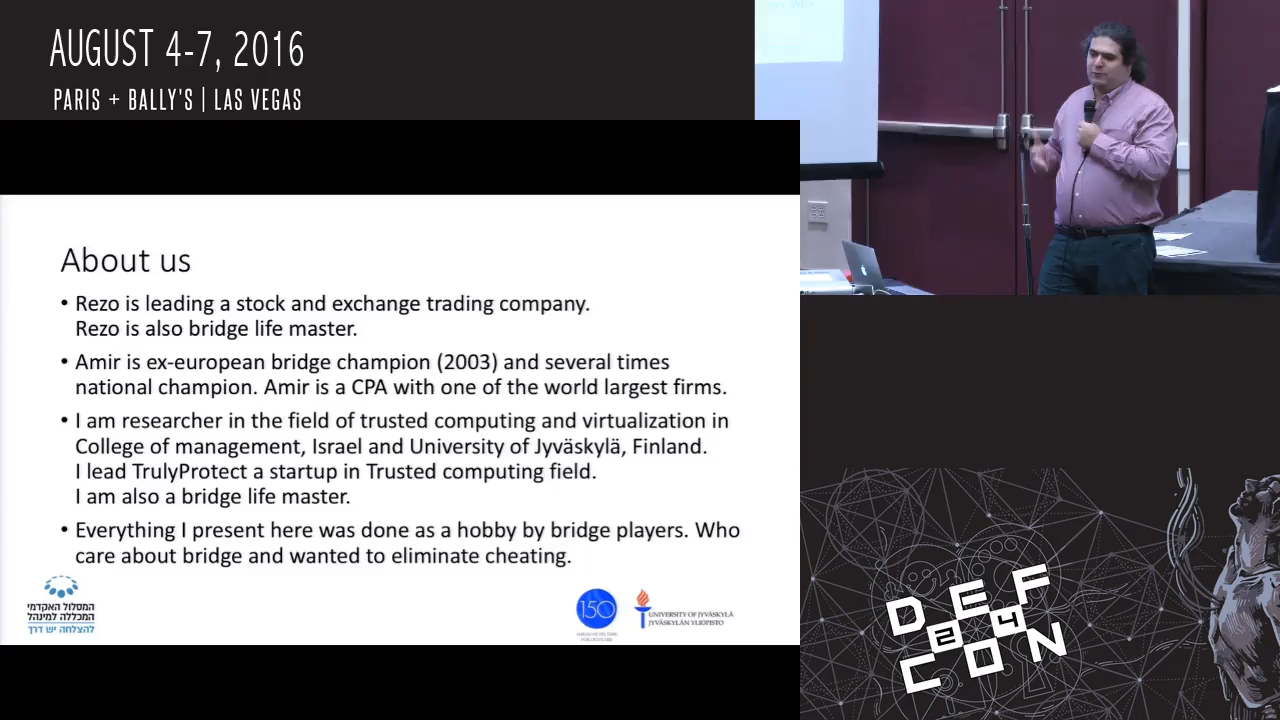 AUGUST 4-7, 2016
PARIS + BALLY'S | LAS VEGAS
About us
• Rezo is leading a stock and exchange trading company.
Rezo is also bridge life master.
• Amir is ex-european bridge champion (2003) and several times
national champion. Amir is a CPA with one of the world largest firms.
• I am researcher in the field of trusted computing and virtualization in
College of management, Israel and University of Jyväskylä, Finland.
I lead TrulyProtect a startup in Trusted computing field.
I am also a bridge life master.
• Everything I present here was done as a hobby by bridge players. Who
care about bridge and wanted to eliminate cheating.
המסלול האקדמי
המכללה למינהל
להצלחה יש דרך
150
UNIVERSITY OF JYVÄSKYLÄ
JYVÄSKYLÄN YLIOPISTO
DEF
24
CON